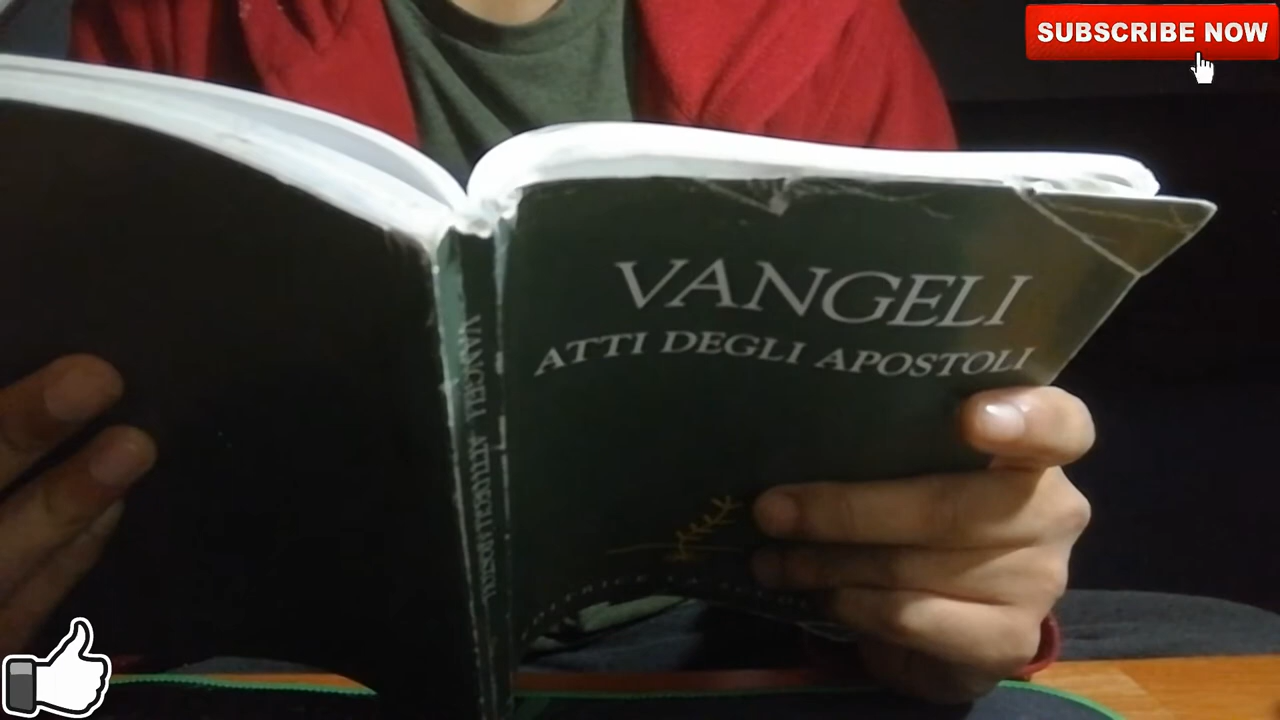 SUBSCRIBE NOW
VANGELI
ATTI DEGLI APOSTOLI
VANGELI ATTI DEGLI APOSTOLI